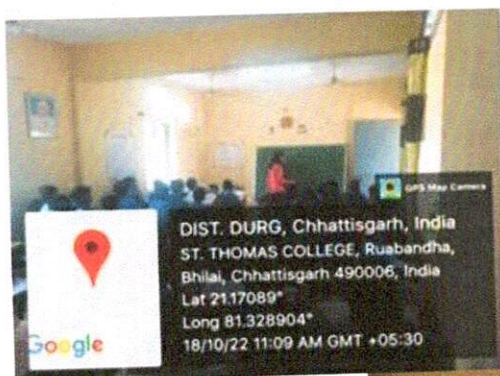 GPS Map Camera
DIST. DURG, Chhattisgarh, India
ST. THOMAS COLLEGE, Ruabandha,
Bhilai, Chhattisgarh 490006, India
Lat 21.17089°
Long 81.328904°
18/10/22 11:09 AM GMT +05:30
Google